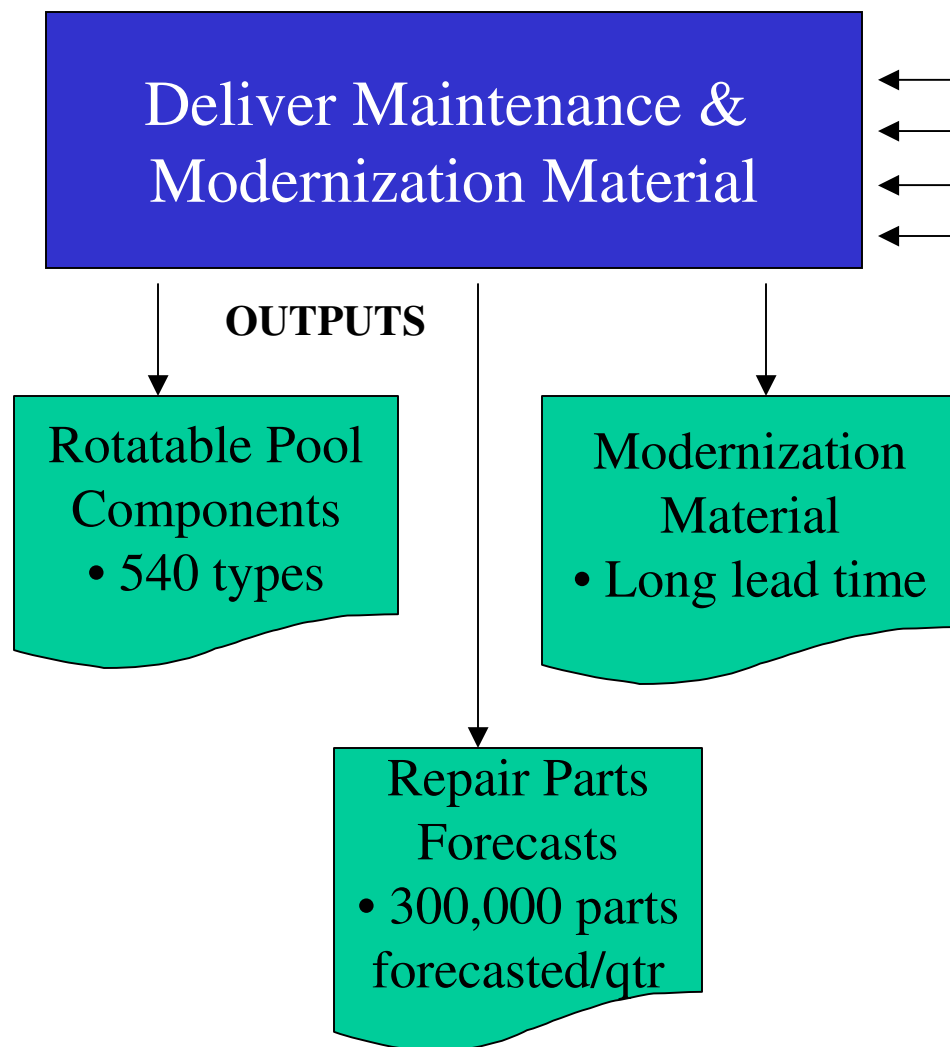 Deliver Maintenance &
Modernization Material
OUTPUTS
Rotatable Pool
Components
• 540 types
Modernization
Material
• Long lead time
Repair Parts
Forecasts
• 300,000 parts
forecasted/qtr